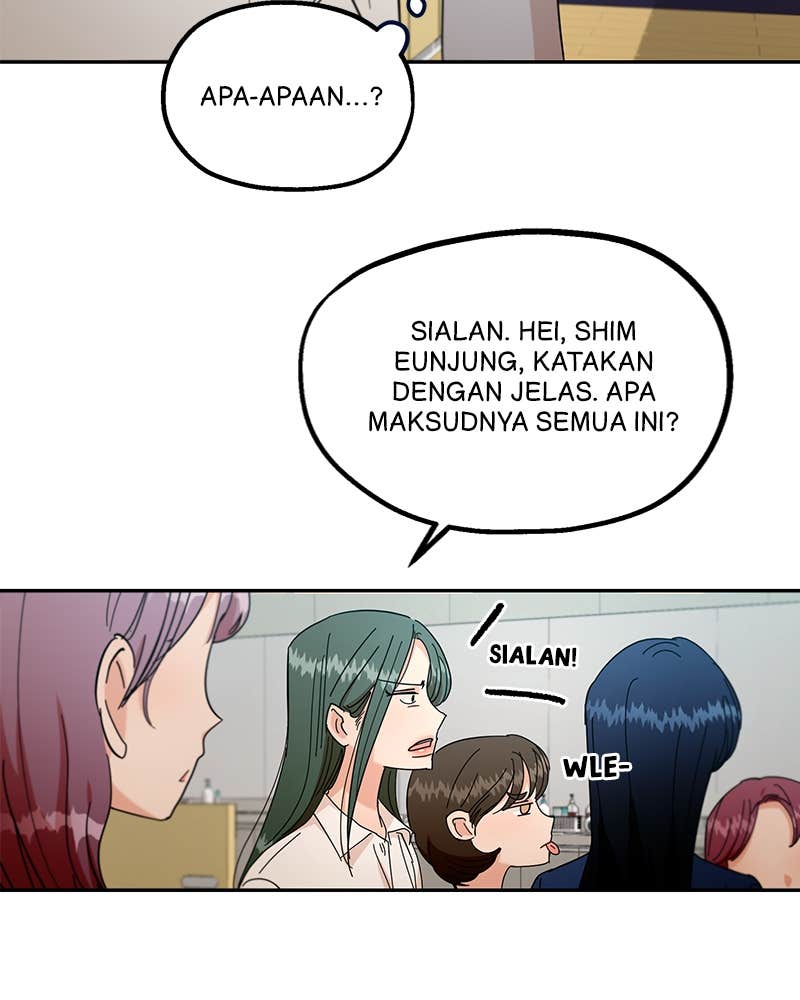 APA-APAAN...?
SIALAN. HEI, SHIM
EUNJUNG, KATAKAN
DENGAN JELAS. APA
MAKSUDNYA SEMUA INI?
SIALAN!
WLE-